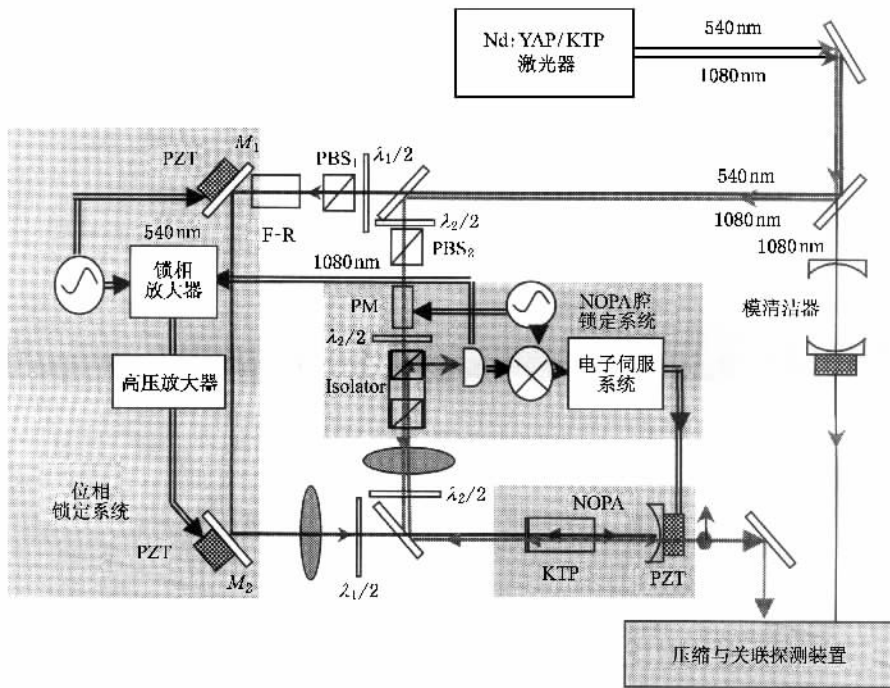 Nd:YAP/KTP
激光器
540nm
1080nm
M₁
PZT
PBS₁
λ₁/2
540nm
1080nm
F-R
λ₂/2
PBS₂
540nm
1080nm
1080nm
锁相
放大器
PM
NOPA腔
锁定系统
模清洁器
λ₂/2
高压放大器
Isolator
电子伺服
系统
位相
锁定系统
λ₂/2
NOPA
PZT
M₂
λ₁/2
KTP
PZT
压缩与关联探测装置